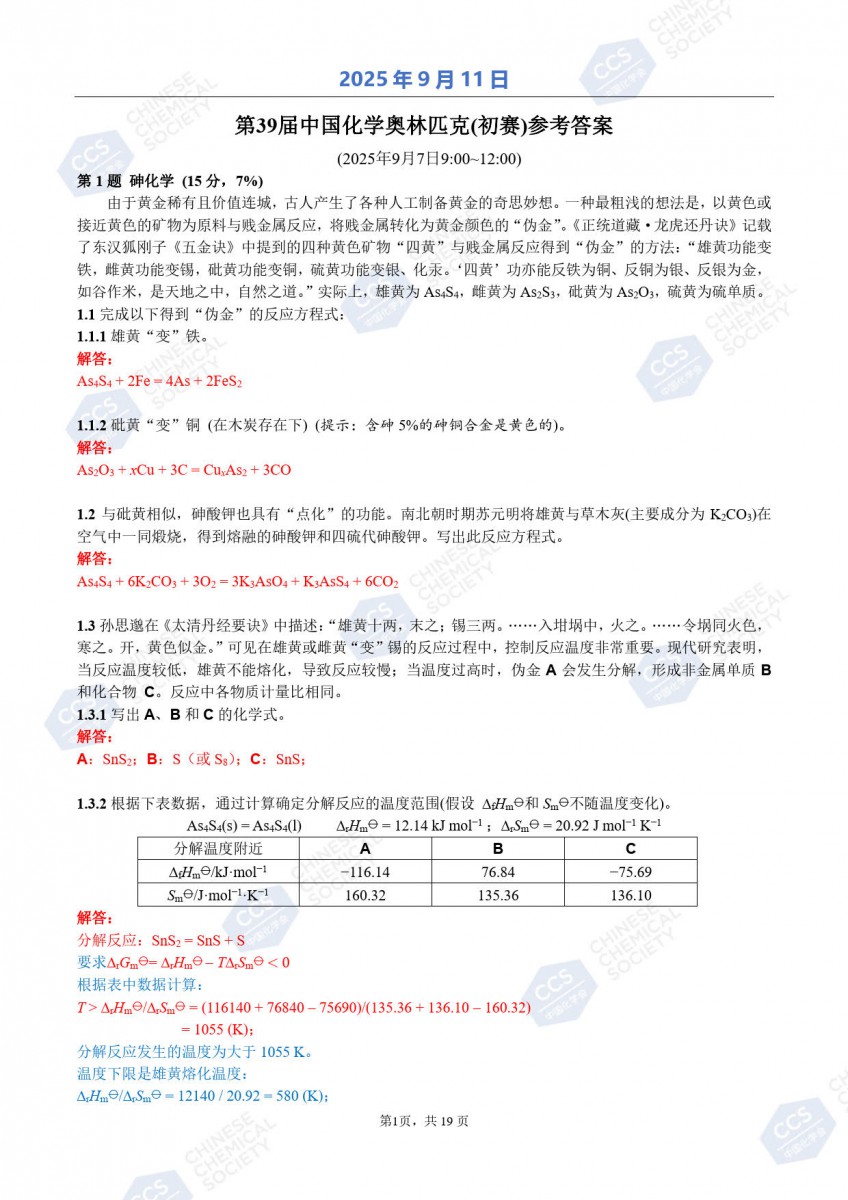 2025 年 9 月 11 日
第39届中国化学奥林匹克(初赛)参考答案
(2025年9月7日9:00~12:00)
第 1 题 砷化学 (15 分，7%)
由于黄金稀有且价值连城，古人产生了各种人工制备黄金的奇思妙想。一种最粗浅的想法是，以黄色或
接近黄色的矿物为原料与贱金属反应，将贱金属转化为黄金颜色的“伪金”。《正统道藏·龙虎还丹诀》记载
了东汉狐刚子《五金诀》中提到的四种黄色矿物“四黄”与贱金属反应得到“伪金”的方法：“雄黄功能变
铁，雌黄功能变锡，砒黄功能变铜，硫黄功能变银、化汞。‘四黄’功亦能反铁为铜、反铜为银、反银为金，
如谷作米，是天地之中，自然之道。”实际上，雄黄为 As₄S₄，雌黄为 As₂S₃，砒黄为 As₂O₃，硫黄为硫单质。
1.1 完成以下得到“伪金”的反应方程式：
1.1.1 雄黄“变”铁。
解答：
As₄S₄ + 2Fe = 4As + 2FeS₂
1.1.2 砒黄“变”铜 (在木炭存在下) (提示：含砷 5%的砷铜合金是黄色的)。
解答：
As₂O₃ + xCu + 3C = CuₓAs₂ + 3CO
1.2 与砒黄相似，砷酸钾也具有“点化”的功能。南北朝时期苏元明将雄黄与草木灰(主要成分为 K₂CO₃)在
空气中一同煅烧，得到熔融的砷酸钾和四硫代砷酸钾。写出此反应方程式。
解答：
As₄S₄ + 6K₂CO₃ + 3O₂ = 3K₃AsO₄ + K₃AsS₄ + 6CO₂
1.3 孙思邈在《太清丹经要诀》中描述：“雄黄十两，末之；锡三两。……入坩埚中，火之。……令埚同火色，
寒之。开，黄色似金。”可见在雄黄或雌黄“变”锡的反应过程中，控制反应温度非常重要。现代研究表明，
当反应温度较低，雄黄不能熔化，导致反应较慢；当温度过高时，伪金 A 会发生分解，形成非金属单质 B
和化合物 C。反应中各物质计量比相同。
1.3.1 写出 A、B 和 C 的化学式。
解答：
A：SnS₂；B：S（或 S₈）；C：SnS；
1.3.2 根据下表数据，通过计算确定分解反应的温度范围(假设 ΔfHm⊖和 Sm⊖不随温度变化)。
As₄S₄(s) = As₄S₄(l) ΔrHm⊖ = 12.14 kJ mol⁻¹ ；ΔrSm⊖ = 20.92 J mol⁻¹ K⁻¹
分解温度附近 A B C
ΔfHm⊖/kJ·mol⁻¹ −116.14 76.84 −75.69
Sm⊖/J·mol⁻¹·K⁻¹ 160.32 135.36 136.10
解答：
分解反应：SnS₂ = SnS + S
要求ΔrGm⊖= ΔrHm⊖ – TΔrSm⊖ < 0
根据表中数据计算：
T > ΔrHm⊖/ΔrSm⊖ = (116140 + 76840 – 75690)/(135.36 + 136.10 – 160.32)
= 1055 (K)；
分解反应发生的温度为大于 1055 K。
温度下限是雄黄熔化温度：
ΔrHm⊖/ΔrSm⊖ = 12140 / 20.92 = 580 (K)；
第1页，共 19 页